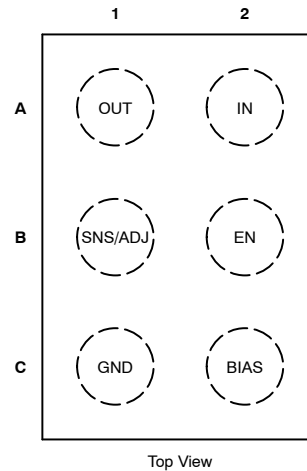 1 2
A OUT IN
B SNS/ADJ EN
C GND BIAS
Top View